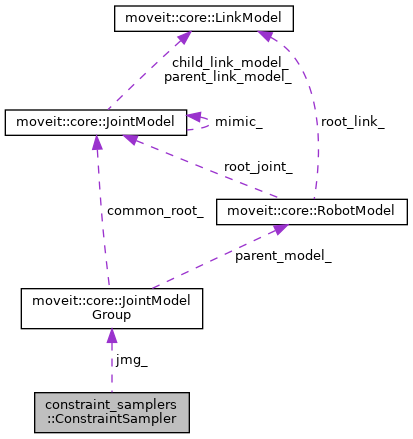 moveit::core::LinkModel
child_link_model_
parent_link_model_
moveit::core::JointModel
mimic_
root_link_
root_joint_
common_root_
moveit::core::RobotModel
parent_model_
moveit::core::JointModel
Group
jmg_
constraint_samplers
::ConstraintSampler